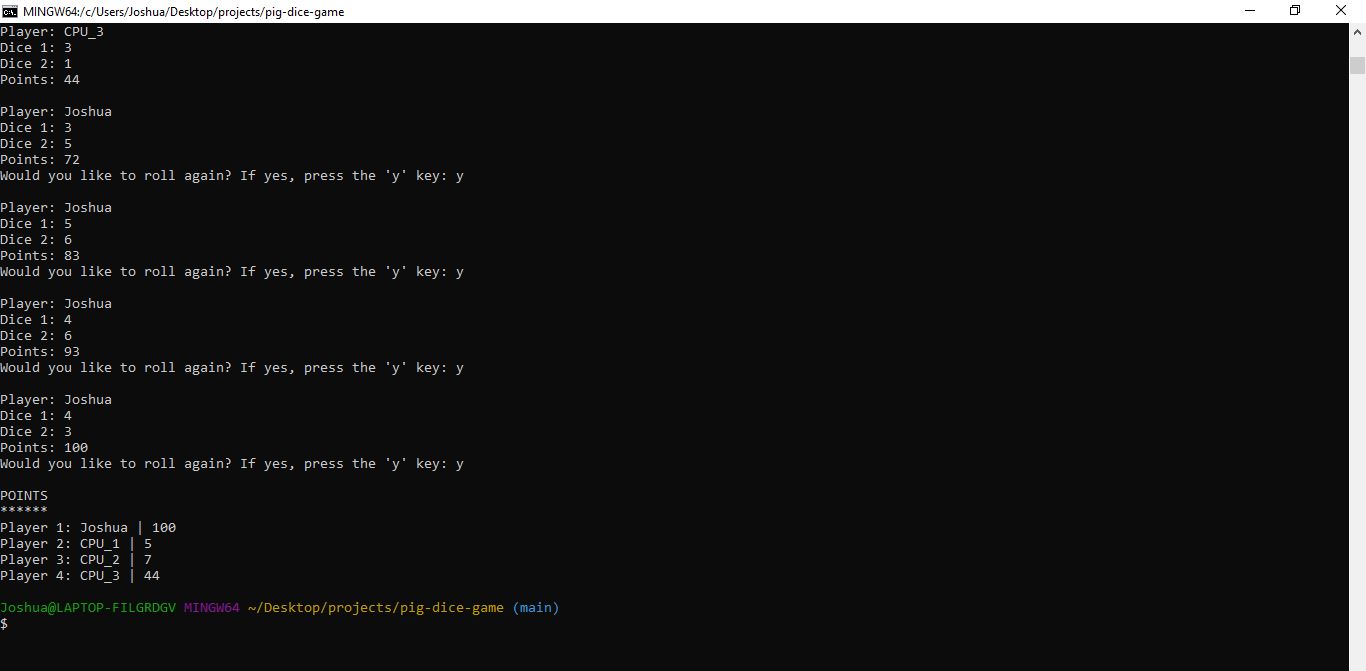 MINGW64:/c/Users/Joshua/Desktop/projects/pig-dice-game
Player: CPU_3
Dice 1: 3
Dice 2: 1
Points: 44
Player: Joshua
Dice 1: 3
Dice 2: 5
Points: 72
Would you like to roll again? If yes, press the 'y' key: y
Player: Joshua
Dice 1: 5
Dice 2: 6
Points: 83
Would you like to roll again? If yes, press the 'y' key: y
Player: Joshua
Dice 1: 4
Dice 2: 6
Points: 93
Would you like to roll again? If yes, press the 'y' key: y
Player: Joshua
Dice 1: 4
Dice 2: 3
Points: 100
Would you like to roll again? If yes, press the 'y' key: y
POINTS
******
Player 1: Joshua | 100
Player 2: CPU_1 | 5
Player 3: CPU_2 | 7
Player 4: CPU_3 | 44
Joshua@LAPTOP-FILGRDGV MINGW64 ~/Desktop/projects/pig-dice-game (main)
$